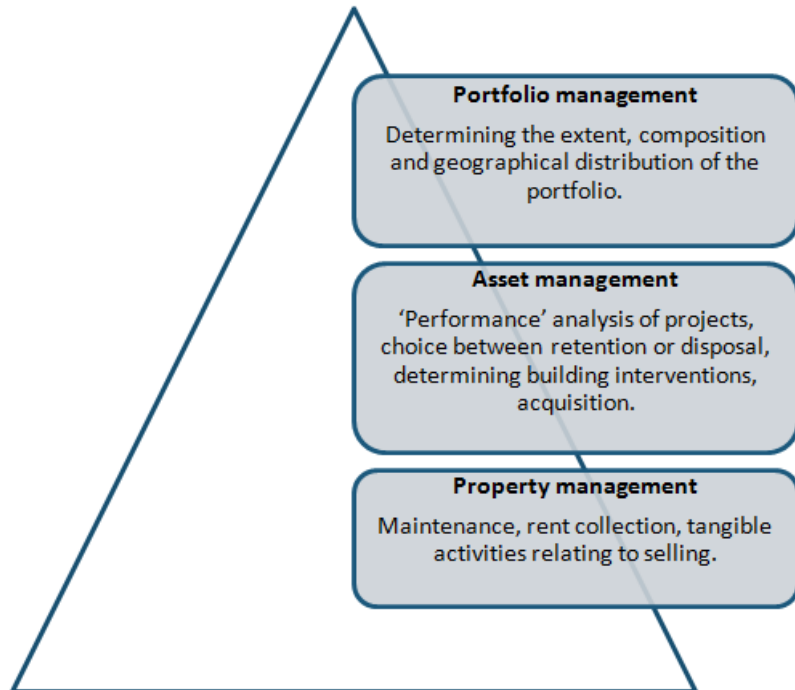 Portfolio management
Determining the extent, composition
and geographical distribution of the
portfolio.
Asset management
‘Performance’ analysis of projects,
choice between retention or disposal,
determining building interventions,
acquisition.
Property management
Maintenance, rent collection, tangible
activities relating to selling.